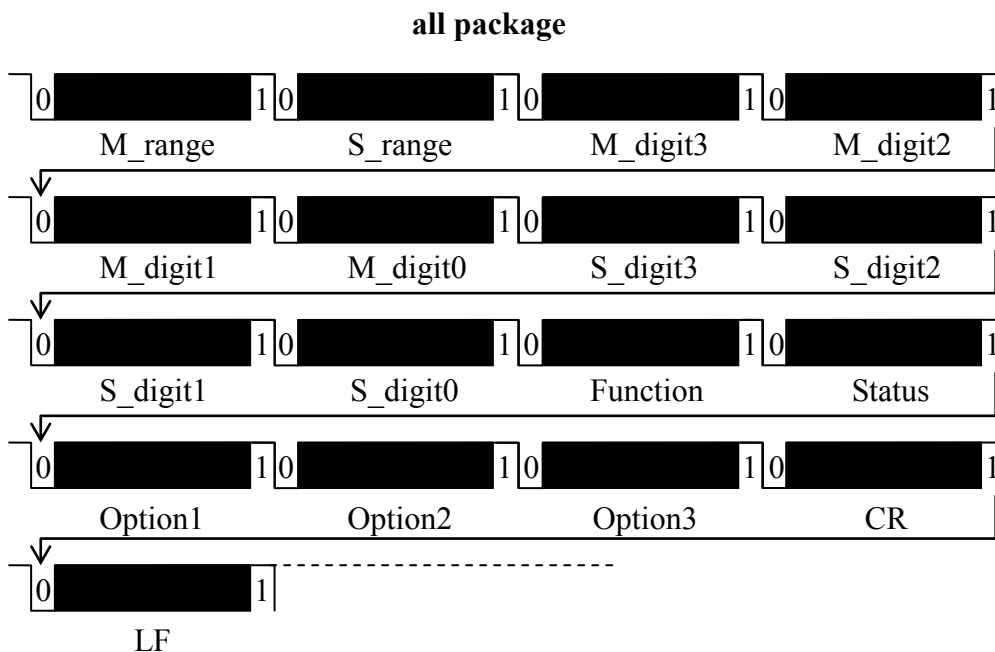 all package
0 1 0 1 0 1 0 1
M_range S_range M_digit3 M_digit2
0 1 0 1 0 1 0 1
M_digit1 M_digit0 S_digit3 S_digit2
0 1 0 1 0 1 0 1
S_digit1 S_digit0 Function Status
0 1 0 1 0 1 0 1
Option1 Option2 Option3 CR
0 1
LF